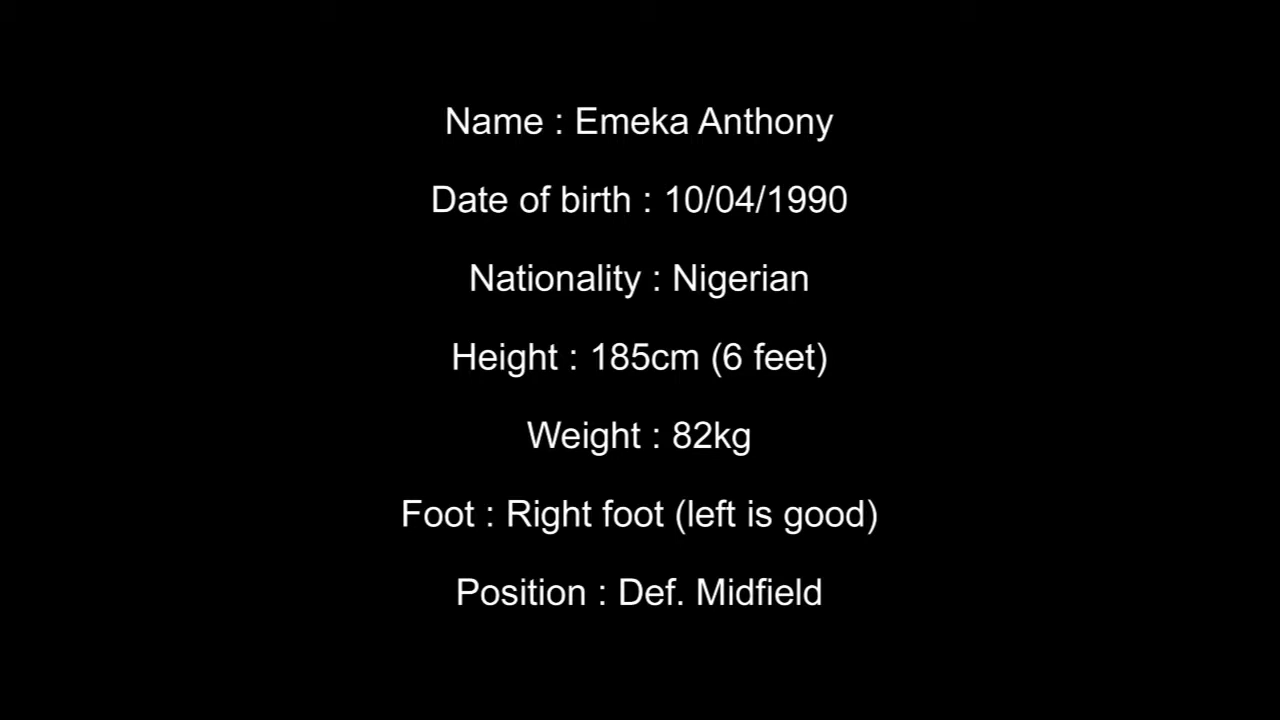 Name : Emeka Anthony
Date of birth : 10/04/1990
Nationality : Nigerian
Height : 185cm (6 feet)
Weight : 82kg
Foot : Right foot (left is good)
Position : Def. Midfield